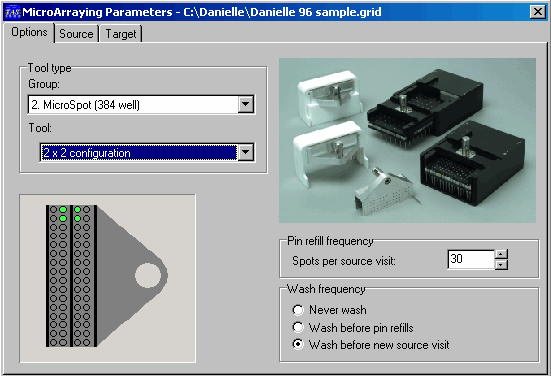 MicroArraying Parameters - C:\Danielle\Danielle 96 sample.grid
Options Source Target
Tool type
Group:
2. MicroSpot (384 well)
Tool:
2 x 2 configuration
Pin refill frequency
Spots per source visit: 30
Wash frequency
Never wash
Wash before pin refills
Wash before new source visit